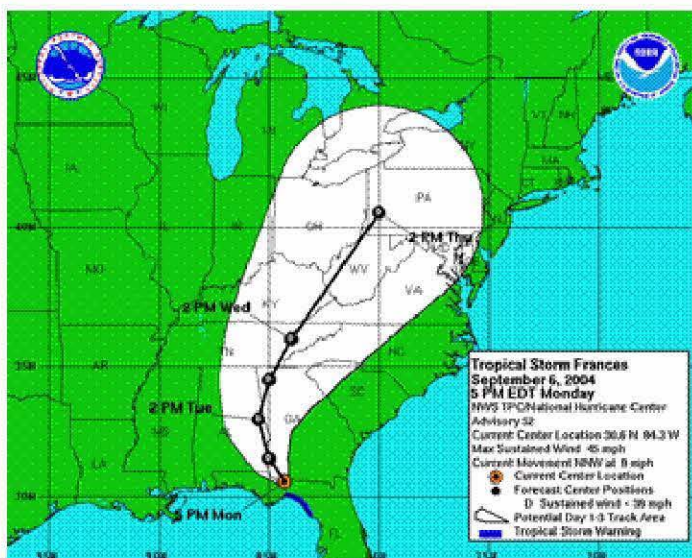 NOAA
45N
WI
MI
VT
NH
NY
MA
IA
PA
40N
IL
IN
OH
2 PM Thu
MD
NJ
MO
WV
VA
KY
2 PM Wed
35N
AR
TN
NC
SC
2 PM Tue
MS
GA
LA
30N
5 PM Mon
FL
Tropical Storm Frances
September 6, 2004
5 PM EDT Monday
NWS TPC/National Hurricane Center
Advisory 52
Current Center Location 30.6 N 84.3 W
Max Sustained Wind 45 mph
Current Movement NNW at 9 mph
Current Center Location
Forecast Center Positions
D Sustained wind < 39 mph
Potential Day 1-3 Track Area
Tropical Storm Warning